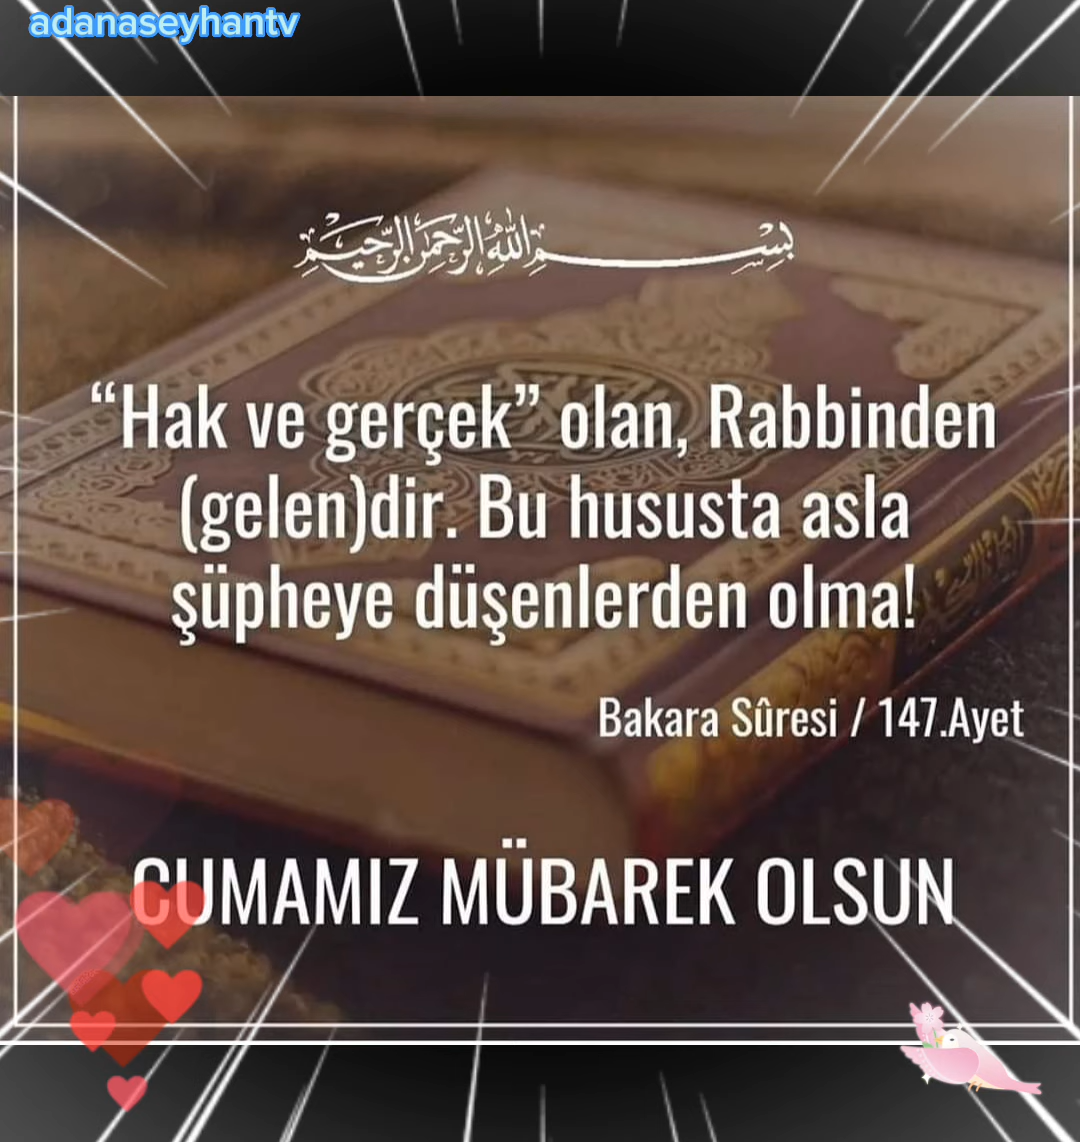 adanaseyhantv
بِسْمِ اللَّهِ الرَّحْمَٰنِ الرَّحِيمِ
“Hak ve gerçek” olan, Rabbinden
(gelen)dir. Bu hususta asla
şüpheye düşenlerden olma!
Bakara Sûresi / 147.Ayet
CUMAMIZ MÜBAREK OLSUN